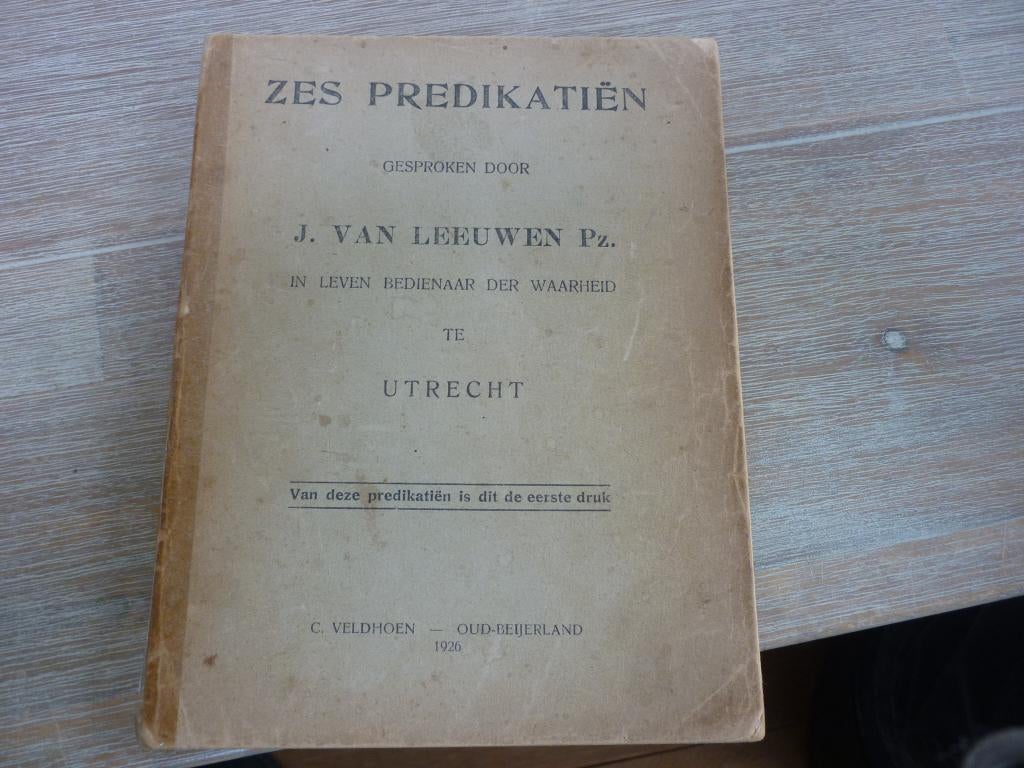 ZES PREDIKATIËN
GESPROKEN DOOR
J. VAN LEEUWEN Pz.
IN LEVEN BEDIENAAR DER WAARHEID
TE
UTRECHT
Van deze predikatiën is dit de eerste druk
C. VELDHOEN — OUD-BEIJERLAND
1926